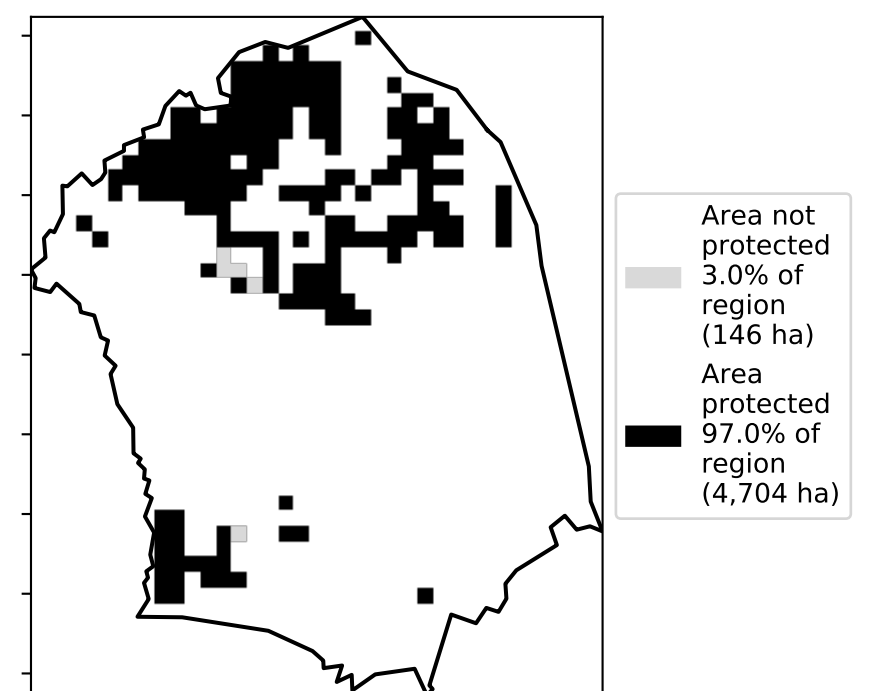 Area not
protected
3.0% of
region
(146 ha)
Area
protected
97.0% of
region
(4,704 ha)